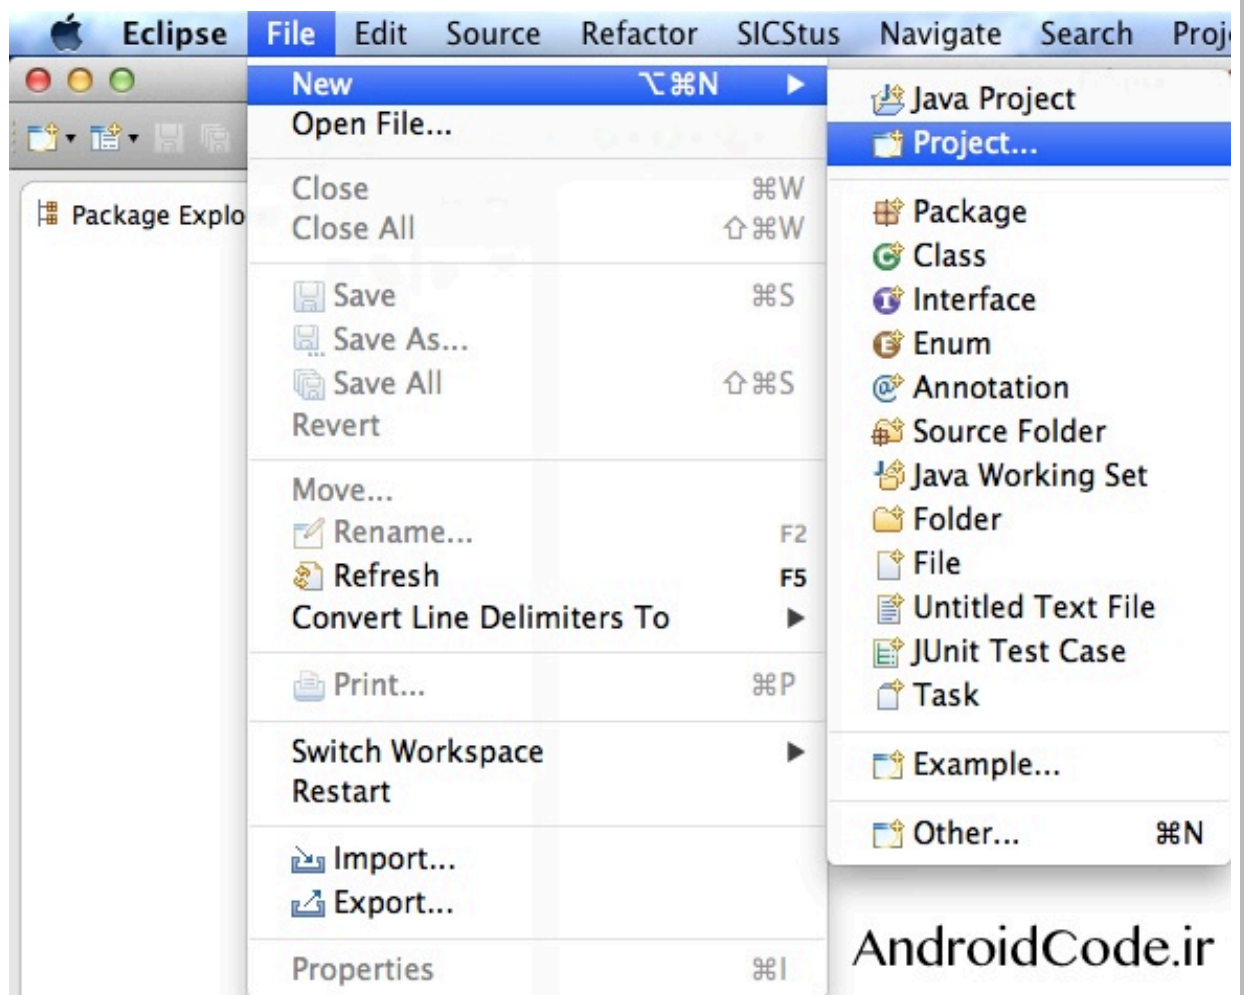 Eclipse File Edit Source Refactor SICStus Navigate Search Proj
New ⌥⌘N ▶
Open File...
Close ⌘W
Close All ⇧⌘W
Save ⌘S
Save As...
Save All ⇧⌘S
Revert
Move...
Rename... F2
Refresh F5
Convert Line Delimiters To ▶
Print... ⌘P
Switch Workspace ▶
Restart
Import...
Export...
Properties ⌘I
Java Project
Project...
Package
Class
Interface
Enum
Annotation
Source Folder
Java Working Set
Folder
File
Untitled Text File
JUnit Test Case
Task
Example...
Other... ⌘N
Package Explo
AndroidCode.ir